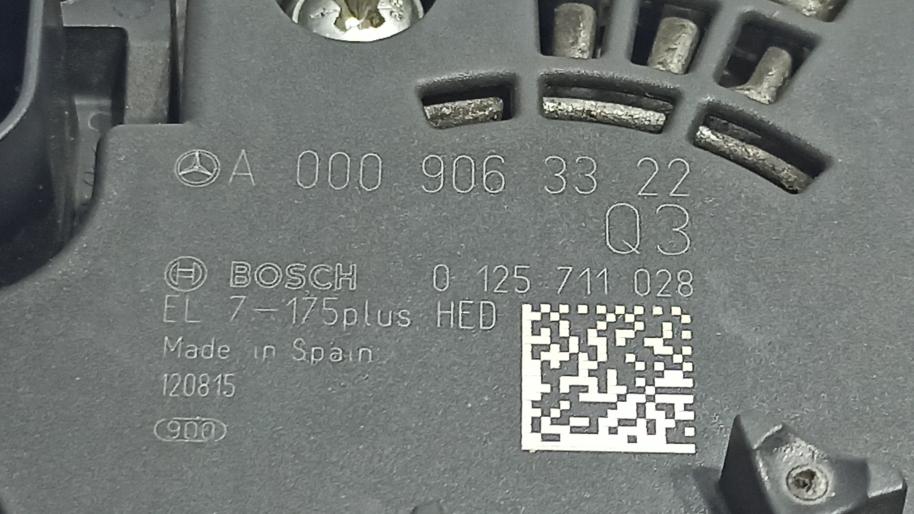 A 000 906 33 22
Q3
BOSCH 0 125 711 028
EL 7-175plus HED
Made in Spain
120815
900